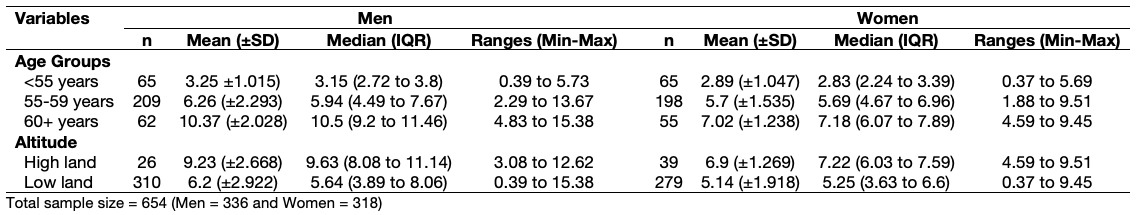 Variables Men Women
n Mean (±SD) Median (IQR) Ranges (Min-Max) n Mean (±SD) Median (IQR) Ranges (Min-Max)
Age Groups
<55 years 65 3.25 ±1.015) 3.15 (2.72 to 3.8) 0.39 to 5.73 65 2.89 (±1.047) 2.83 (2.24 to 3.39) 0.37 to 5.69
55-59 years 209 6.26 (±2.293) 5.94 (4.49 to 7.67) 2.29 to 13.67 198 5.7 (±1.535) 5.69 (4.67 to 6.96) 1.88 to 9.51
60+ years 62 10.37 (±2.028) 10.5 (9.2 to 11.46) 4.83 to 15.38 55 7.02 (±1.238) 7.18 (6.07 to 7.89) 4.59 to 9.45
Altitude
High land 26 9.23 (±2.668) 9.63 (8.08 to 11.14) 3.08 to 12.62 39 6.9 (±1.269) 7.22 (6.03 to 7.59) 4.59 to 9.51
Low land 310 6.2 (±2.922) 5.64 (3.89 to 8.06) 0.39 to 15.38 279 5.14 (±1.918) 5.25 (3.63 to 6.6) 0.37 to 9.45
Total sample size = 654 (Men = 336 and Women = 318)